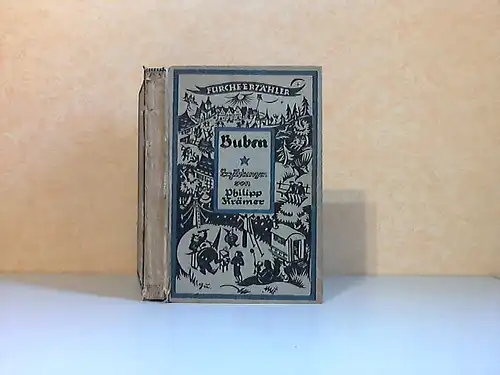 FURCHE-ERZÄHLER
Buben
Erzählungen
von
Philipp
Krämer